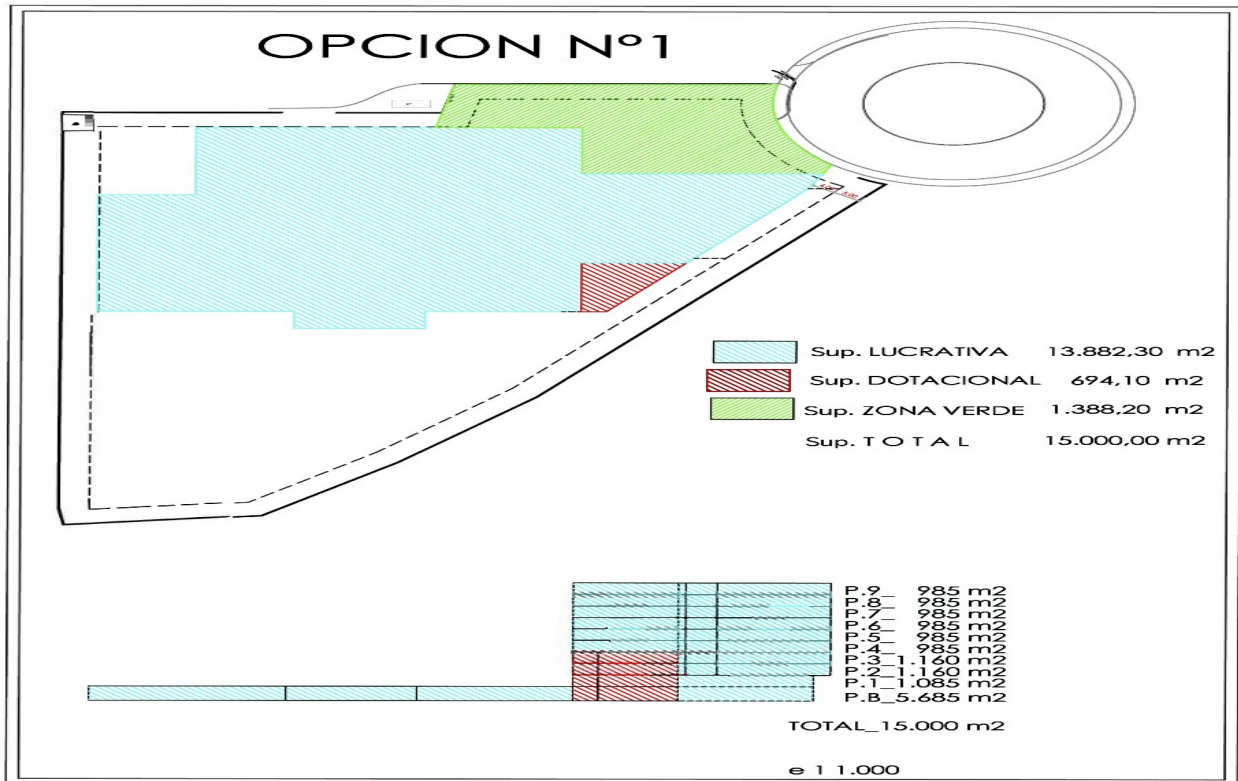 OPCION Nº1
Sup. LUCRATIVA 13.882,30 m2
Sup. DOTACIONAL 694,10 m2
Sup. ZONA VERDE 1.388,20 m2
Sup. T O T A L 15.000,00 m2
P.9_ 985 m2
P.8_ 985 m2
P.7_ 985 m2
P.6_ 985 m2
P.5_ 985 m2
P.4_ 985 m2
P.3_1.160 m2
P.2_1.160 m2
P.1_1.085 m2
P.B_5.685 m2
TOTAL_15.000 m2
e 1 1.000